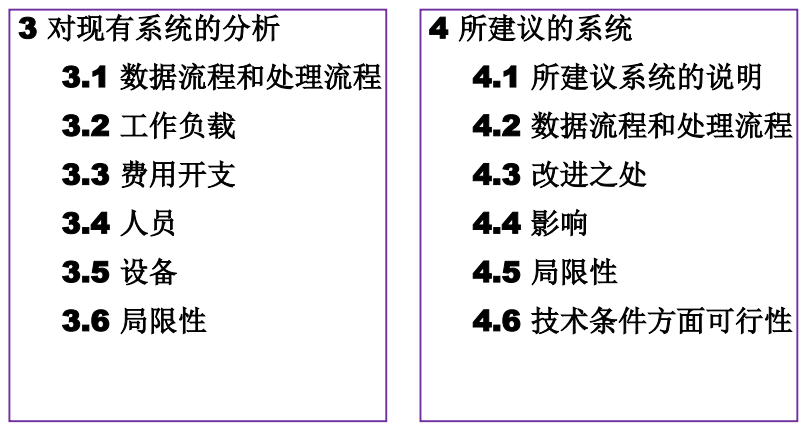 3 对现有系统的分析
3.1 数据流程和处理流程
3.2 工作负载
3.3 费用开支
3.4 人员
3.5 设备
3.6 局限性
4 所建议的系统
4.1 所建议系统的说明
4.2 数据流程和处理流程
4.3 改进之处
4.4 影响
4.5 局限性
4.6 技术条件方面可行性